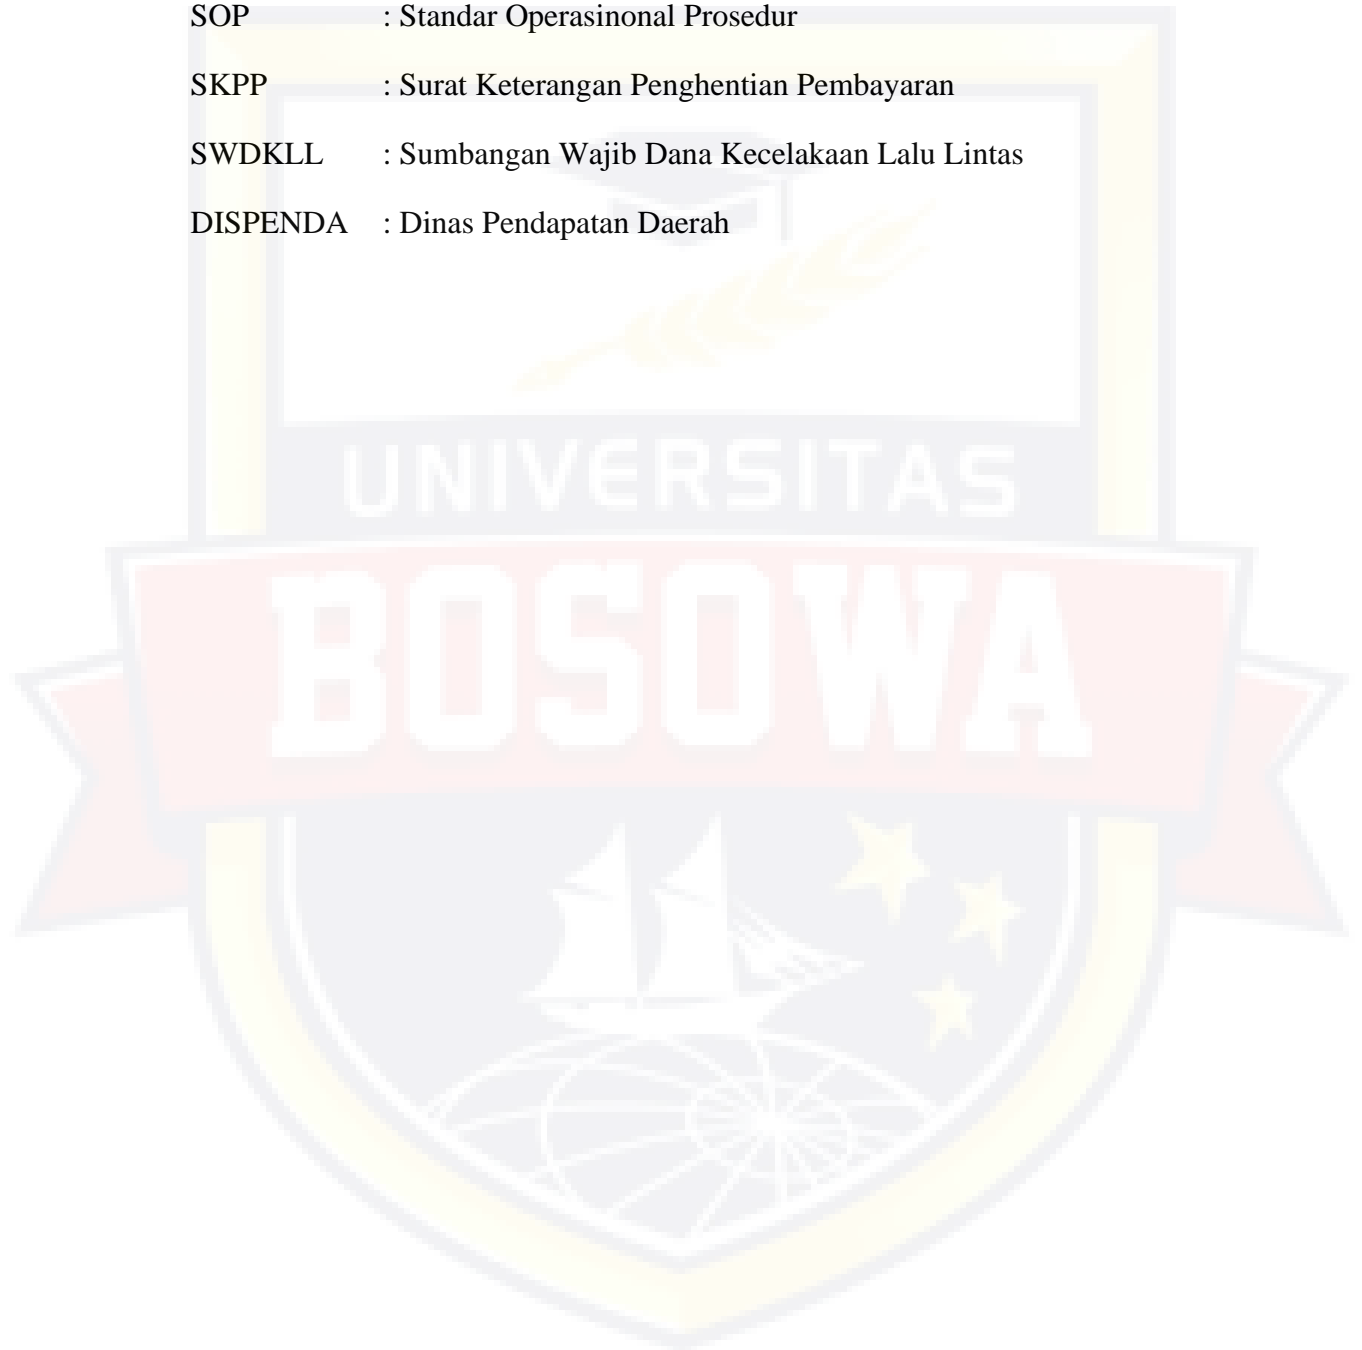 SOP : Standar Operasinonal Prosedur
SKPP : Surat Keterangan Penghentian Pembayaran
SWDKLL : Sumbangan Wajib Dana Kecelakaan Lalu Lintas
DISPENDA : Dinas Pendapatan Daerah
UNIVERSITAS
BOSOWA